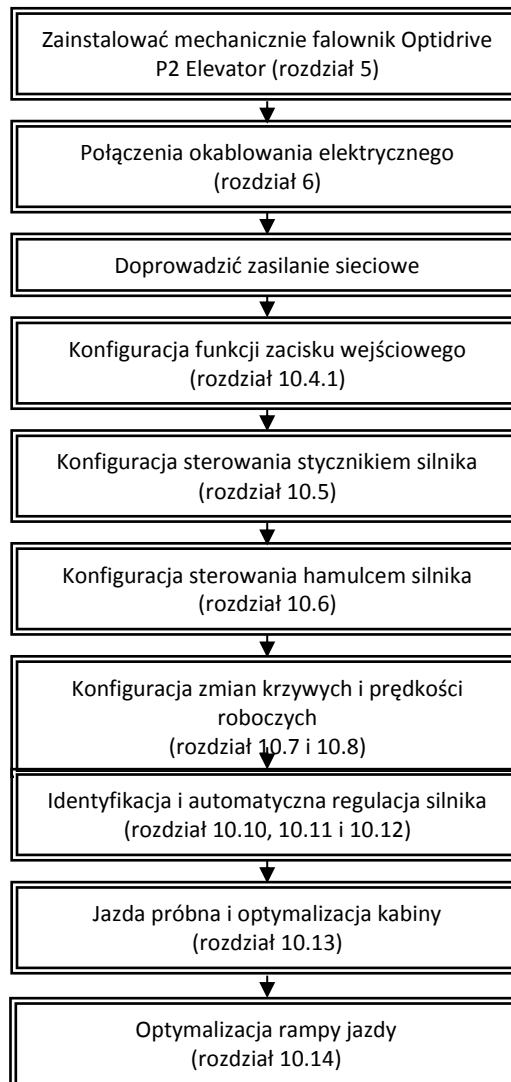 Zainstalować mechanicznie falownik Optidrive
P2 Elevator (rozdział 5)
Połączenia okablowania elektrycznego
(rozdział 6)
Doprowadzić zasilanie sieciowe
Konfiguracja funkcji zacisku wejściowego
(rozdział 10.4.1)
Konfiguracja sterowania stycznikiem silnika
(rozdział 10.5)
Konfiguracja sterowania hamulcem silnika
(rozdział 10.6)
Konfiguracja zmian krzywych i prędkości
roboczych
(rozdział 10.7 i 10.8)
Identyfikacja i automatyczna regulacja silnika
(rozdział 10.10, 10.11 i 10.12)
Jazda próbna i optymalizacja kabiny
(rozdział 10.13)
Optymalizacja rampy jazdy
(rozdział 10.14)